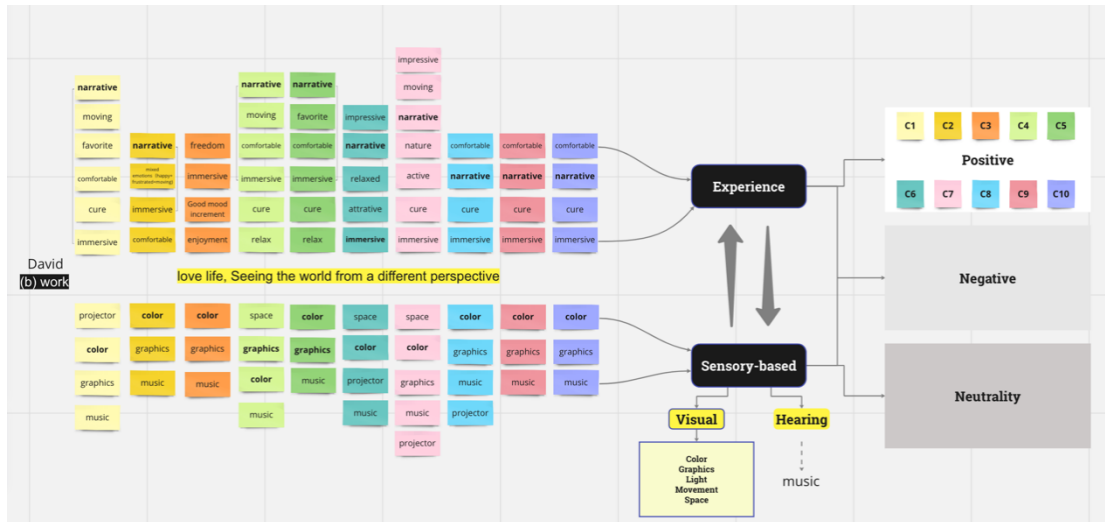 impressive
narrative
narrative
narrative
moving
moving
moving
favorite
impressive
narrative
favorite
narrative
freedom
comfortable
comfortable
narrative
nature
comfortable
comfortable
comfortable
comfortable
mixed emotions (happy+frustrated+moving)
immersive
immersive
immersive
relaxed
active
narrative
narrative
narrative
cure
immersive
Good mood increment
cure
cure
attrative
cure
cure
cure
cure
immersive
comfortable
enjoyment
relax
relax
immersive
immersive
immersive
immersive
immersive
David
(b) work
love life, Seeing the world from a different perspective
projector
color
color
space
color
space
space
color
color
color
color
graphics
graphics
graphics
graphics
color
color
graphics
graphics
graphics
graphics
music
music
color
music
projector
graphics
music
music
music
music
music
music
music
projector
projector
Experience
Sensory-based
Visual
Hearing
Color
Graphics
Light
Movement
Space
music
C1
C2
C3
C4
C5
Positive
C6
C7
C8
C9
C10
Negative
Neutrality